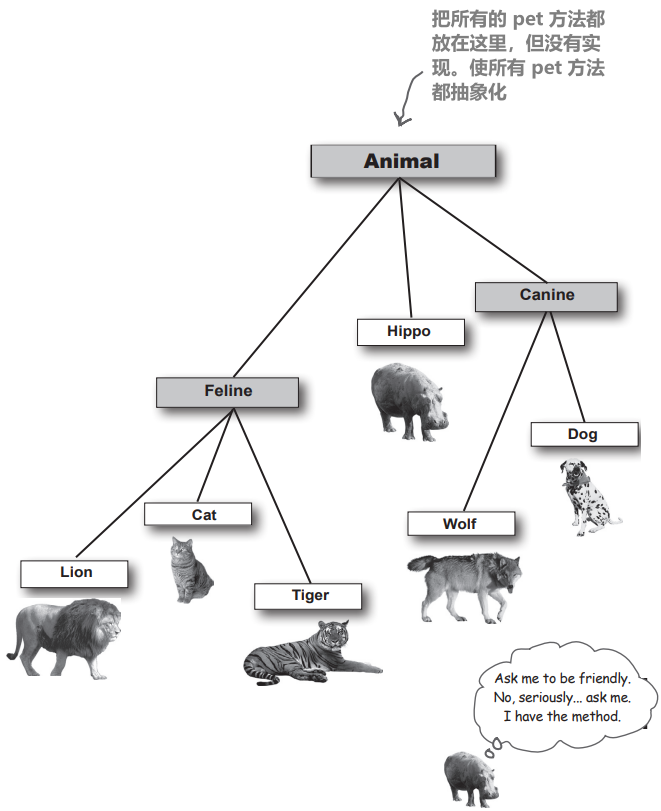 把所有的 pet 方法都
放在这里，但没有实
现。使所有 pet 方法
都抽象化
Animal
Canine
Hippo
Feline
Dog
Cat
Wolf
Lion
Tiger
Ask me to be friendly.
No, seriously... ask me.
I have the method.